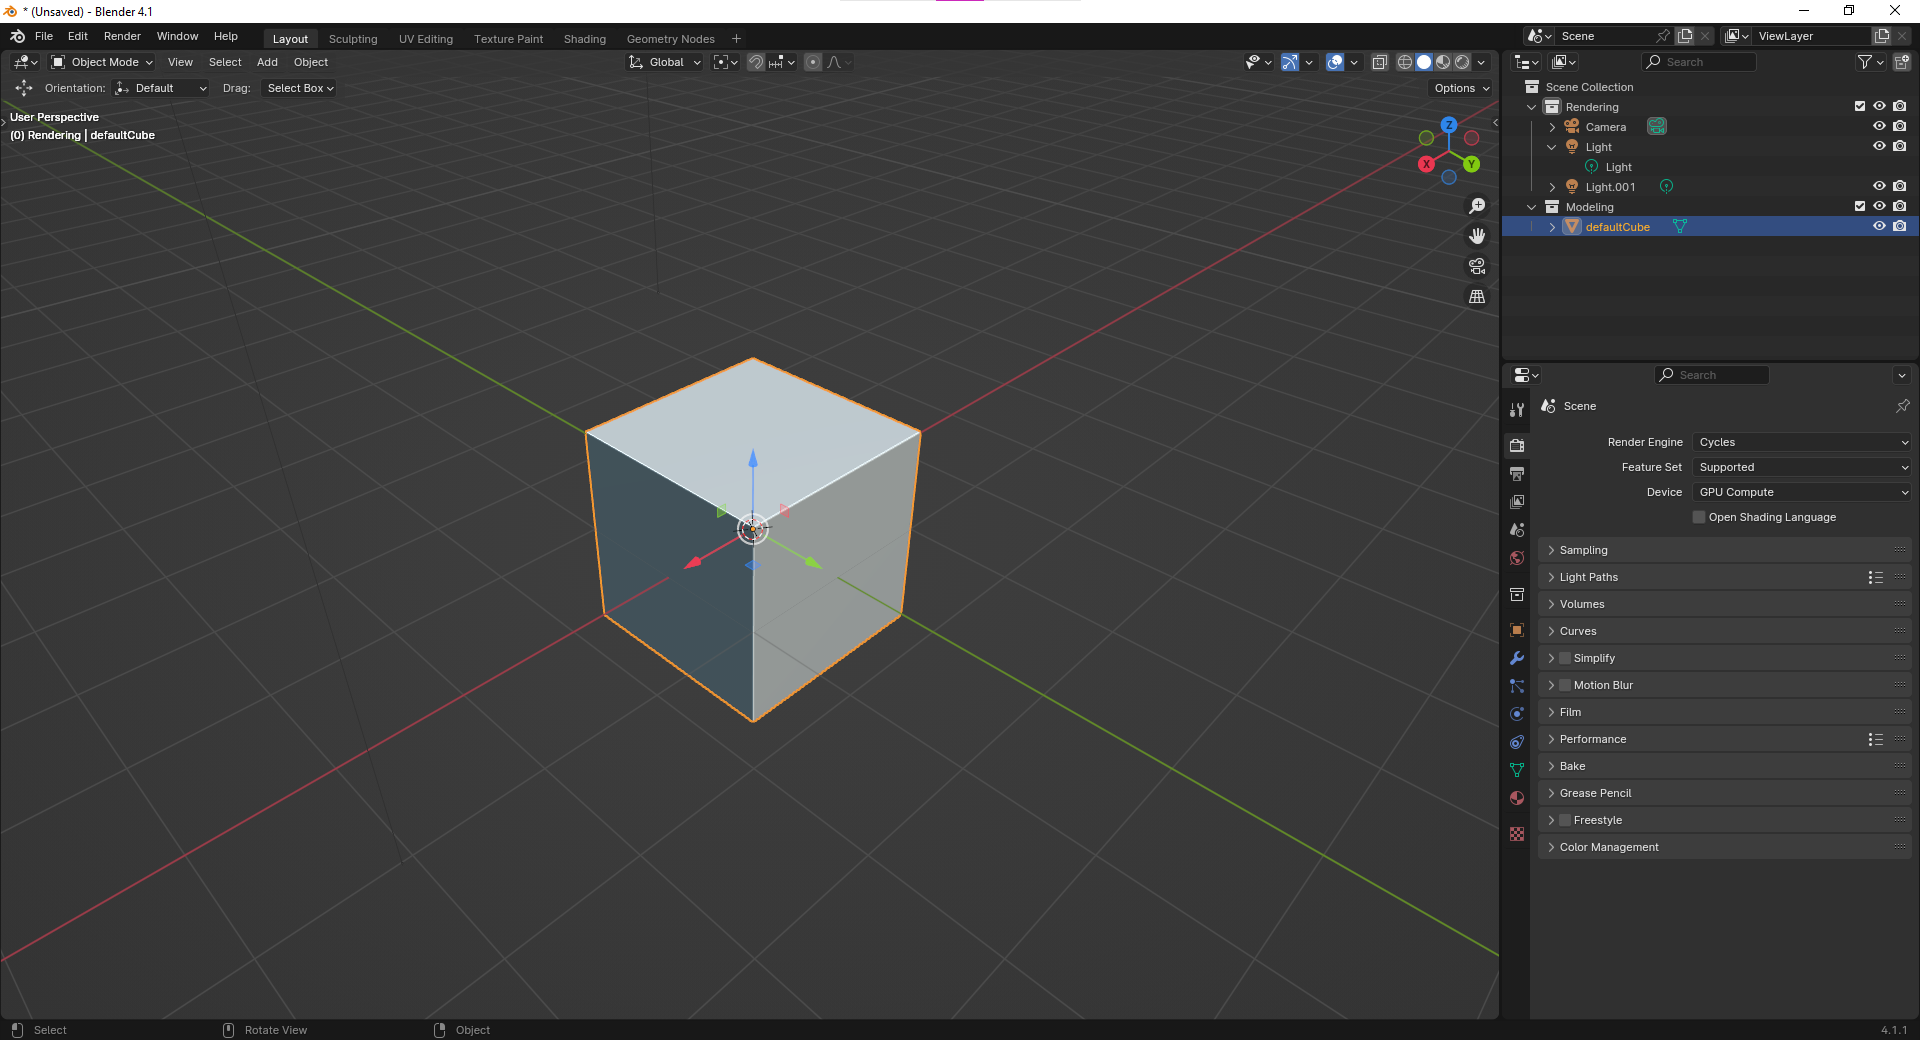 * (Unsaved) - Blender 4.1
File Edit Render Window Help Layout Sculpting UV Editing Texture Paint Shading Geometry Nodes + Scene ViewLayer
Object Mode View Select Add Object Global Search
Orientation: Default Drag: Select Box Options
User Perspective
(0) Rendering | defaultCube
Z
X Y
Scene Collection
Rendering
Camera
Light
Light
Light.001
Modeling
defaultCube
Search
Scene
Render Engine Cycles
Feature Set Supported
Device GPU Compute
Open Shading Language
Sampling
Light Paths
Volumes
Curves
Simplify
Motion Blur
Film
Performance
Bake
Grease Pencil
Freestyle
Color Management
Select Rotate View Object 4.1.1